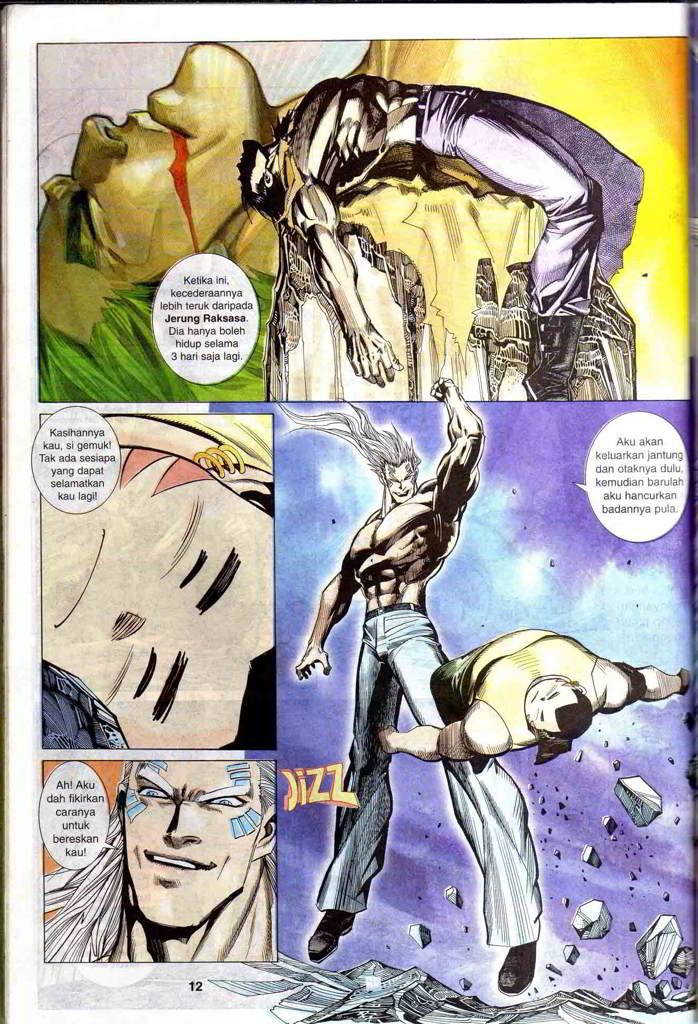 Ketika ini,
kecederaannya
lebih teruk daripada
Jerung Raksasa.
Dia hanya boleh
hidup selama
3 hari saja lagi.
Kasihannya
kau, si gemuk!
Tak ada sesiapa
yang dapat
selamatkan
kau lagi!
Aku akan
keluarkan jantung
dan otaknya dulu,
kemudian barulah
aku hancurkan
badannya pula.
Ah! Aku
dah fikirkan
caranya
untuk
bereskan
kau!
JIZZ
12